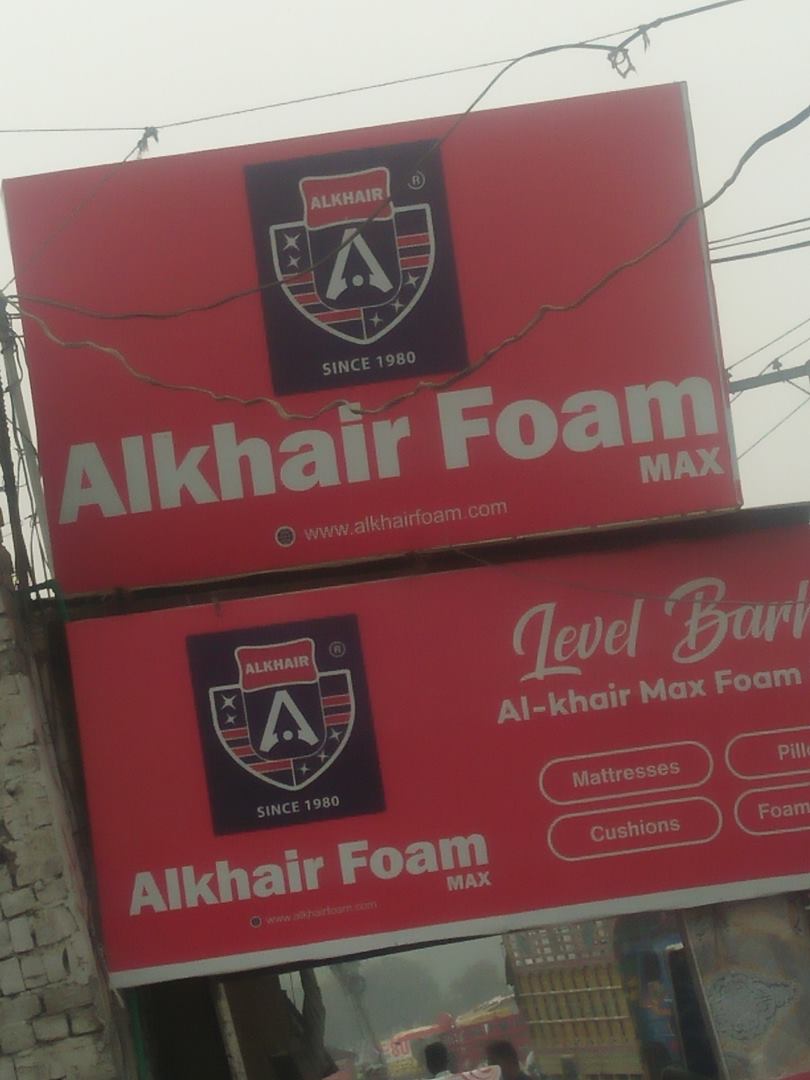 ALKHAIR
®
SINCE 1980
Alkhair Foam
MAX
www.alkhairfoam.com
ALKHAIR
®
SINCE 1980
Alkhair Foam
MAX
www.alkhairfoam.com
Level
Al-khair Max Foam
Mattresses
Cushions
Foam